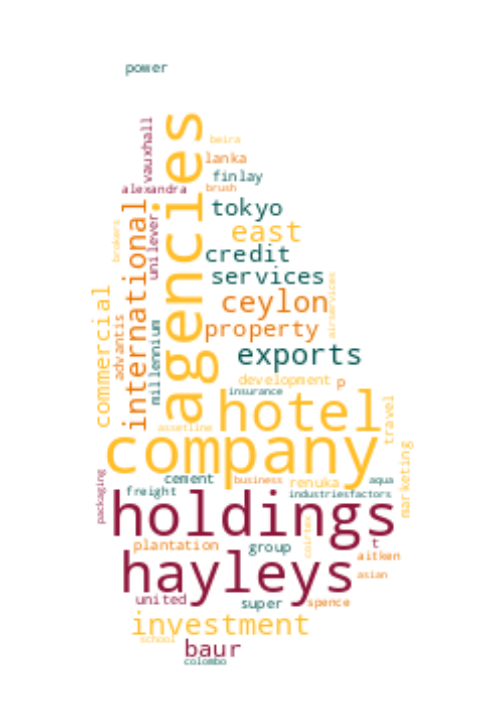 power
agencies
vauxhall
beira
lanka
finlay
alexandra
brush
tokyo
international
unilever
brokers
east
credit
services
ceylon
airservices
commercial
advantis
millennium
property
exports
development
p
insurance
hotel
travel
assetline
company
marketing
packaging
cement
business
renuka
aqua
freight
industriesfactors
holdings
coirtex
plantation
group
t
aitken
hayleys
asian
united
super
spence
investment
school
baur
colombo